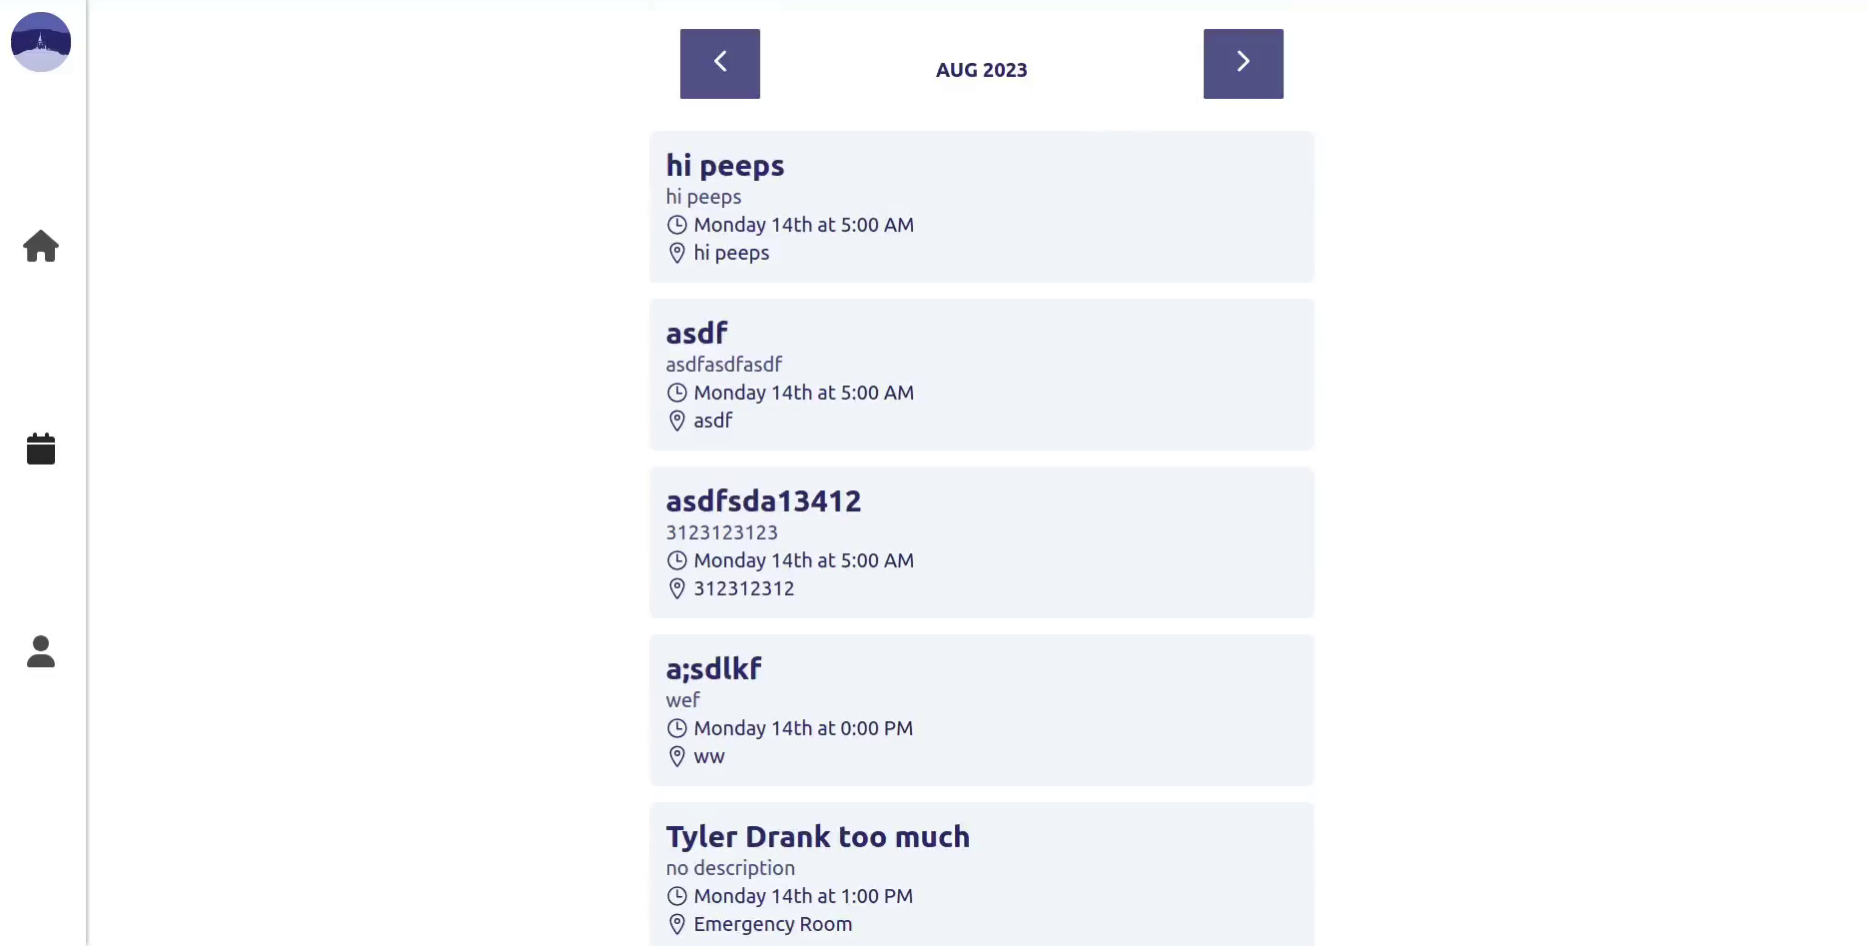 AUG 2023
hi peeps
hi peeps
Monday 14th at 5:00 AM
hi peeps
asdf
asdfasdfasdf
Monday 14th at 5:00 AM
asdf
asdfsda13412
3123123123
Monday 14th at 5:00 AM
312312312
a;sdlkf
wef
Monday 14th at 0:00 PM
ww
Tyler Drank too much
no description
Monday 14th at 1:00 PM
Emergency Room